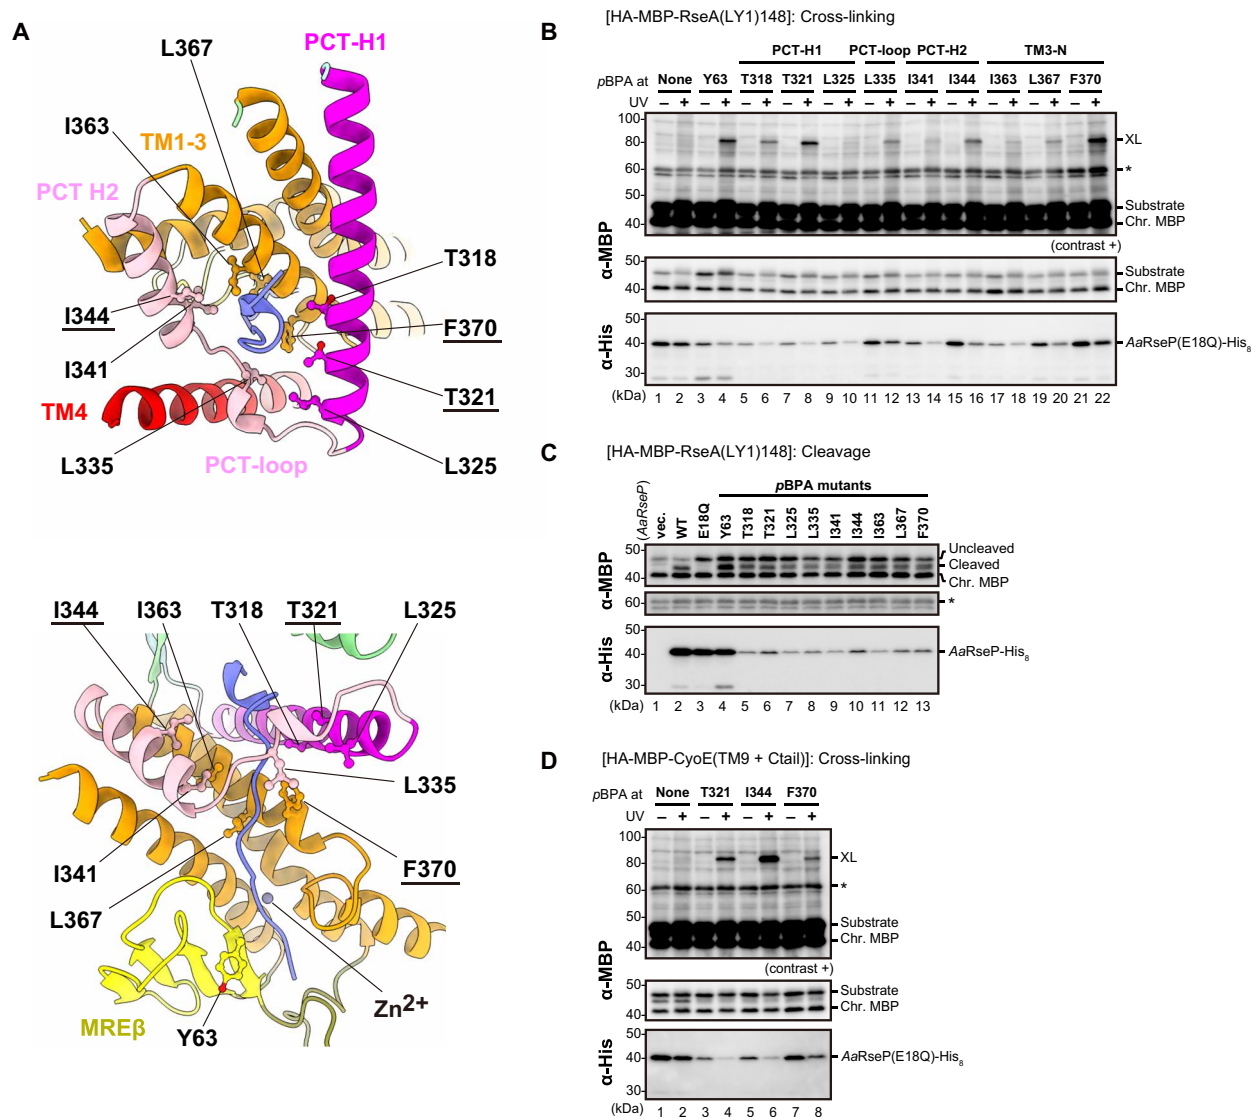 A
L367
PCT-H1
I363
TM1-3
PCT H2
T318
I344
F370
I341
T321
TM4
L335
PCT-loop
L325
I344 I363 T318 T321 L325
L335
I341
F370
L367
Zn2+
MREβ
Y63
B
[HA-MBP-RseA(LY1)148]: Cross-linking
PCT-H1 PCT-loop PCT-H2 TM3-N
pBPA at None Y63 T318 T321 L325 L335 I341 I344 I363 L367 F370
UV – + – + – + – + – + – + – + – + – + – + – +
100
80 XL
60 *
50
Substrate
40 Chr. MBP
α-MBP
(contrast +)
50
Substrate
40 Chr. MBP
50
α-His
40 AaRseP(E18Q)-His8
30
(kDa) 1 2 3 4 5 6 7 8 9 10 11 12 13 14 15 16 17 18 19 20 21 22
C
[HA-MBP-RseA(LY1)148]: Cleavage
pBPA mutants
(AaRseP) vec. WT E18Q Y63 T318 T321 L325 L335 I341 I344 I363 L367 F370
50 Uncleaved
Cleaved
40 Chr. MBP
α-MBP
60 *
50
α-His
40 AaRseP-His8
30
(kDa) 1 2 3 4 5 6 7 8 9 10 11 12 13
D
[HA-MBP-CyoE(TM9 + Ctail)]: Cross-linking
pBPA at None T321 I344 F370
UV – + – + – + – +
100
80 XL
60 *
50
Substrate
40 Chr. MBP
α-MBP
(contrast +)
50 Substrate
40 Chr. MBP
50
α-His
40 AaRseP(E18Q)-His8
30
(kDa) 1 2 3 4 5 6 7 8